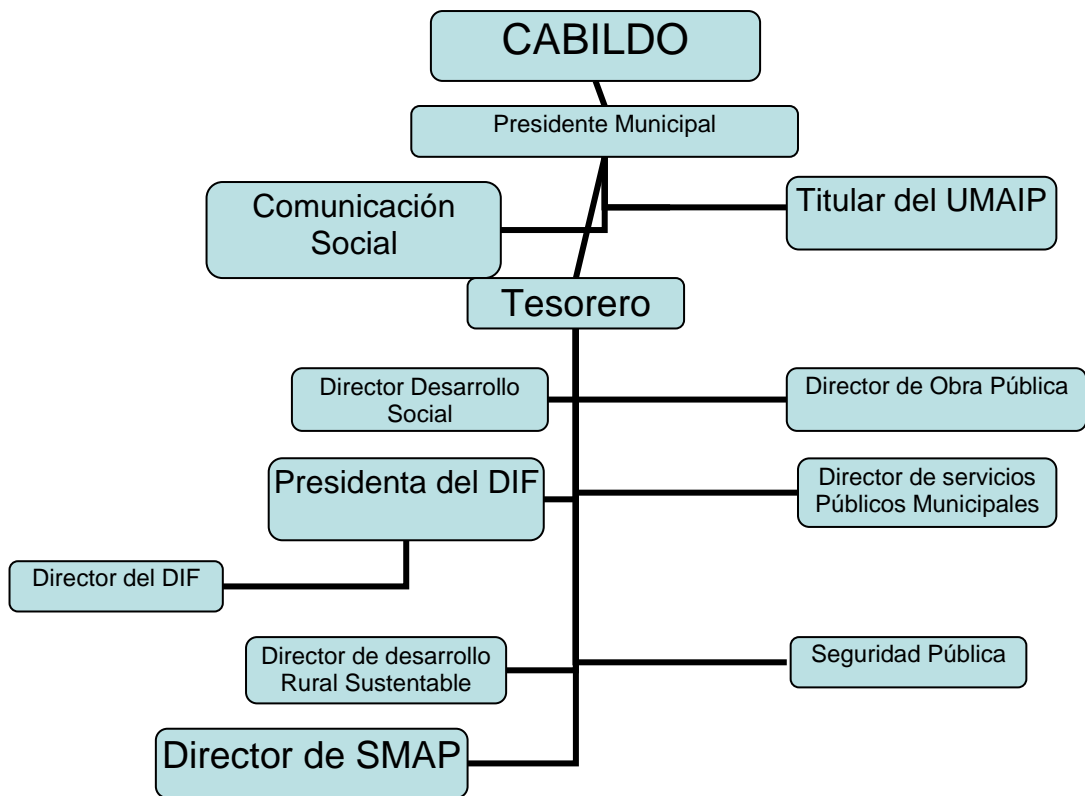 CABILDO
Presidente Municipal
Comunicación
Social
Titular del UMAIP
Tesorero
Director Desarrollo
Social
Director de Obra Pública
Presidenta del DIF
Director de servicios
Públicos Municipales
Director del DIF
Director de desarrollo
Rural Sustentable
Seguridad Pública
Director de SMAP